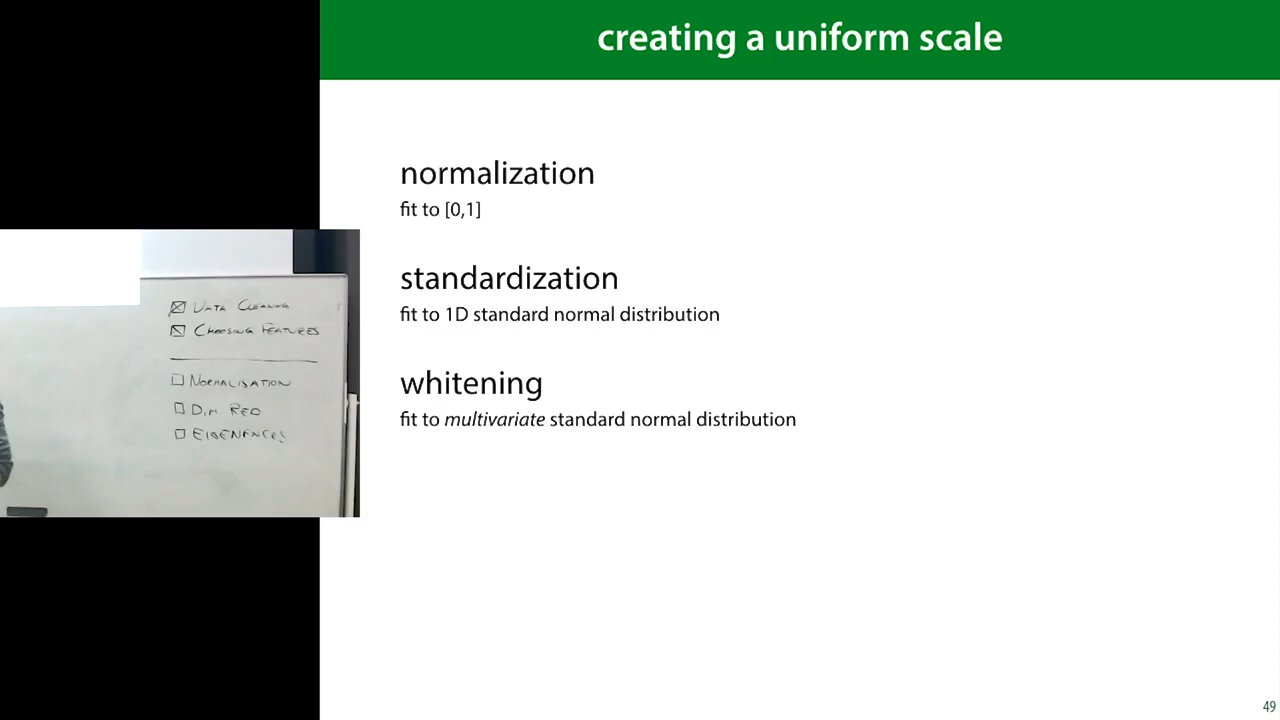 creating a uniform scale
normalization
fit to [0,1]
standardization
fit to 1D standard normal distribution
whitening
fit to multivariate standard normal distribution
DATA CLEANING
CHOOSING FEATURES
NORMALISATION
DIM RED
EIGENFACES
49